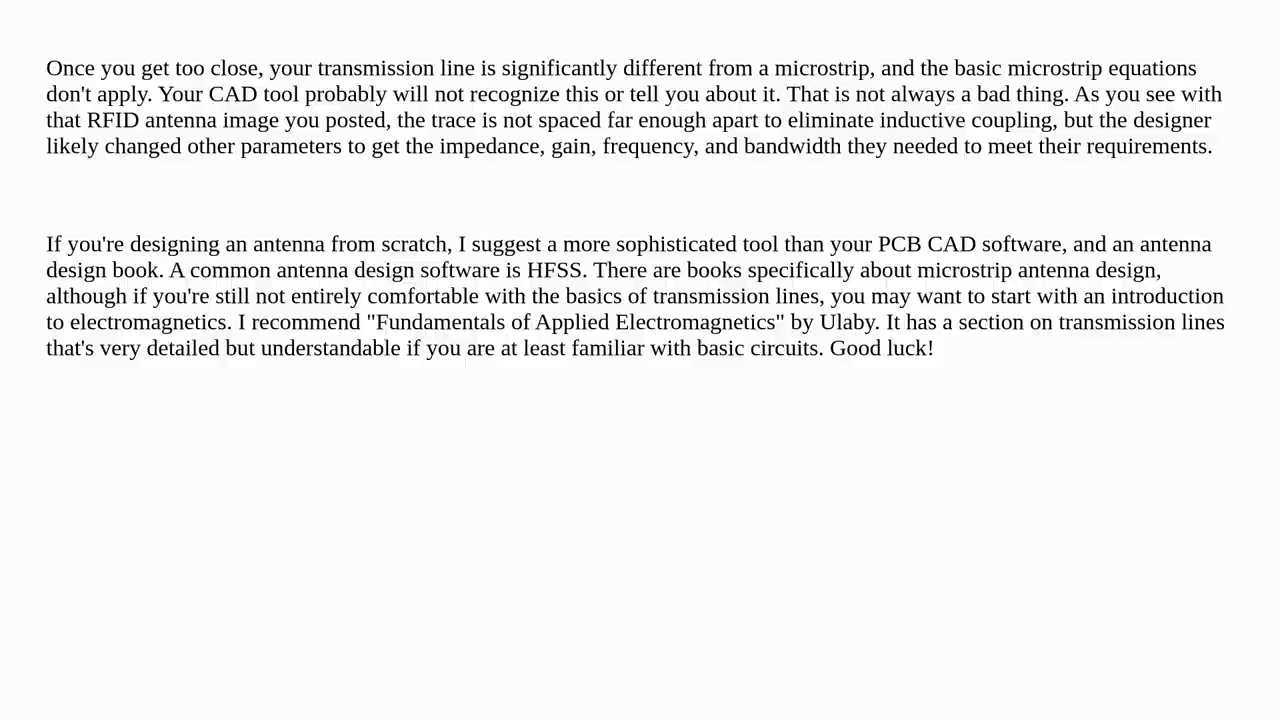 Once you get too close, your transmission line is significantly different from a microstrip, and the basic microstrip equations
don't apply. Your CAD tool probably will not recognize this or tell you about it. That is not always a bad thing. As you see with
that RFID antenna image you posted, the trace is not spaced far enough apart to eliminate inductive coupling, but the designer
likely changed other parameters to get the impedance, gain, frequency, and bandwidth they needed to meet their requirements.
If you're designing an antenna from scratch, I suggest a more sophisticated tool than your PCB CAD software, and an antenna
design book. A common antenna design software is HFSS. There are books specifically about microstrip antenna design,
although if you're still not entirely comfortable with the basics of transmission lines, you may want to start with an introduction
to electromagnetics. I recommend "Fundamentals of Applied Electromagnetics" by Ulaby. It has a section on transmission lines
that's very detailed but understandable if you are at least familiar with basic circuits. Good luck!